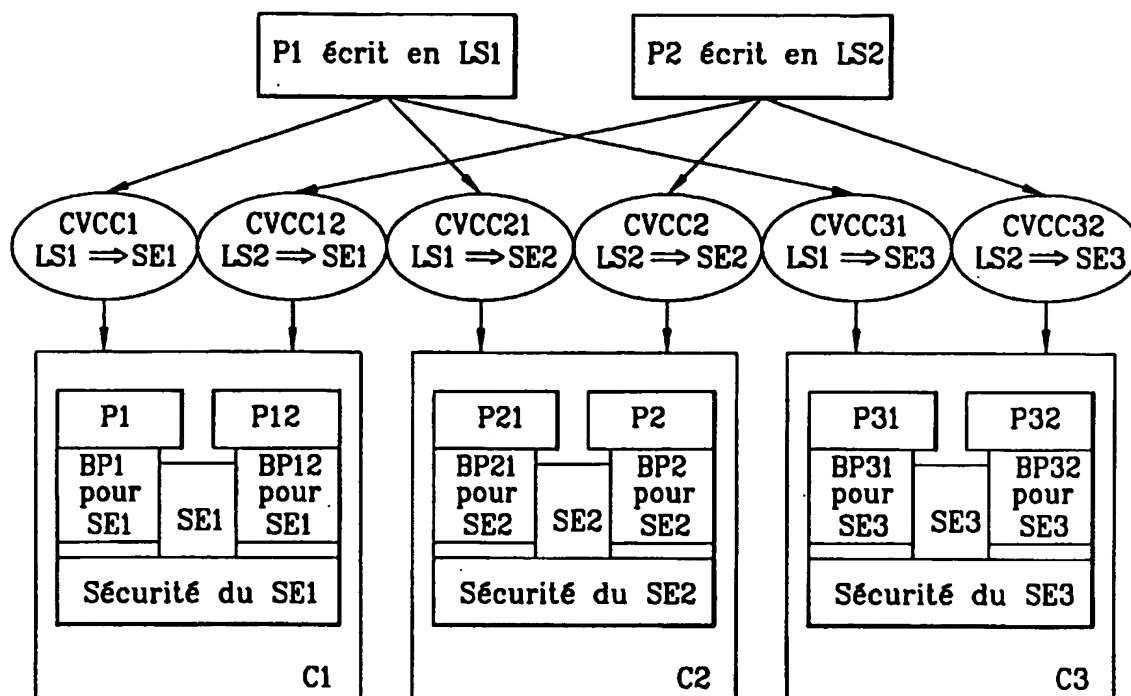 P1 écrit en LS1
P2 écrit en LS2
CVCC1
LS1 ⇒ SE1
CVCC12
LS2 ⇒ SE1
CVCC21
LS1 ⇒ SE2
CVCC2
LS2 ⇒ SE2
CVCC31
LS1 ⇒ SE3
CVCC32
LS2 ⇒ SE3
P1
P12
BP1
pour
SE1
SE1
BP12
pour
SE1
Sécurité du SE1
C1
P21
P2
BP21
pour
SE2
SE2
BP2
pour
SE2
Sécurité du SE2
C2
P31
P32
BP31
pour
SE3
SE3
BP32
pour
SE3
Sécurité du SE3
C3